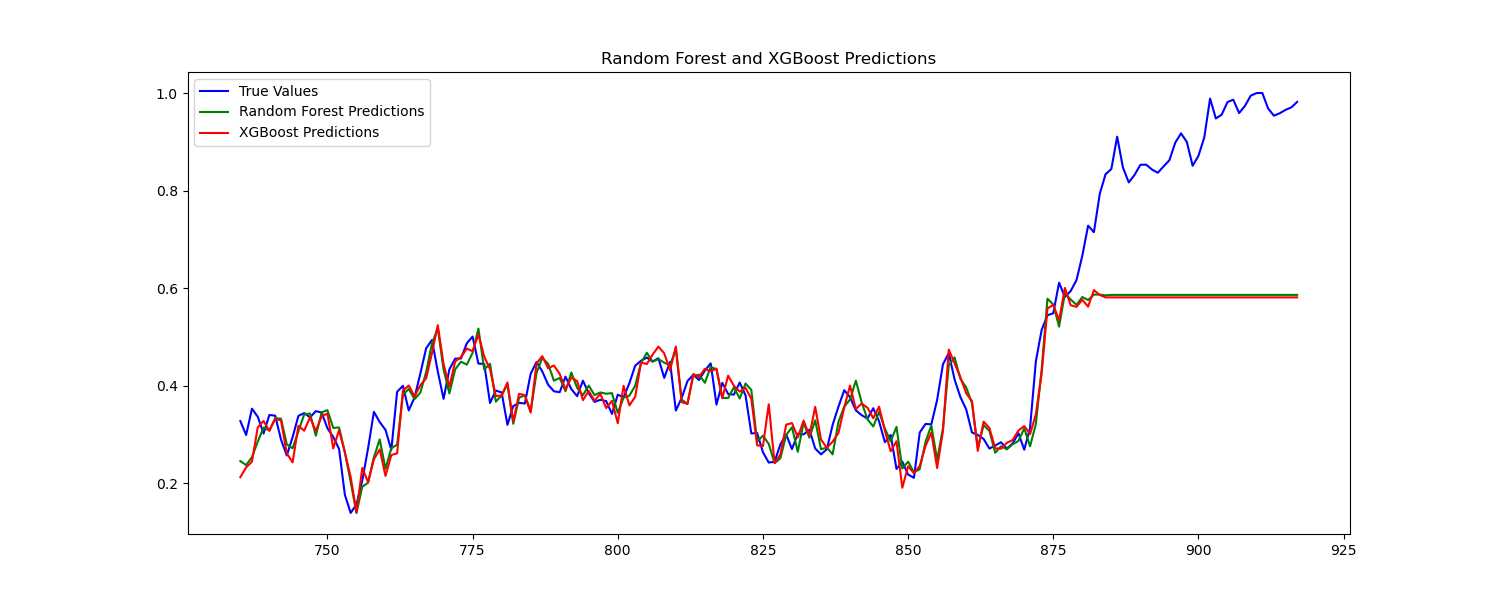 Random Forest and XGBoost Predictions
True Values
Random Forest Predictions
XGBoost Predictions
1.0
0.8
0.6
0.4
0.2
750 775 800 825 850 875 900 925